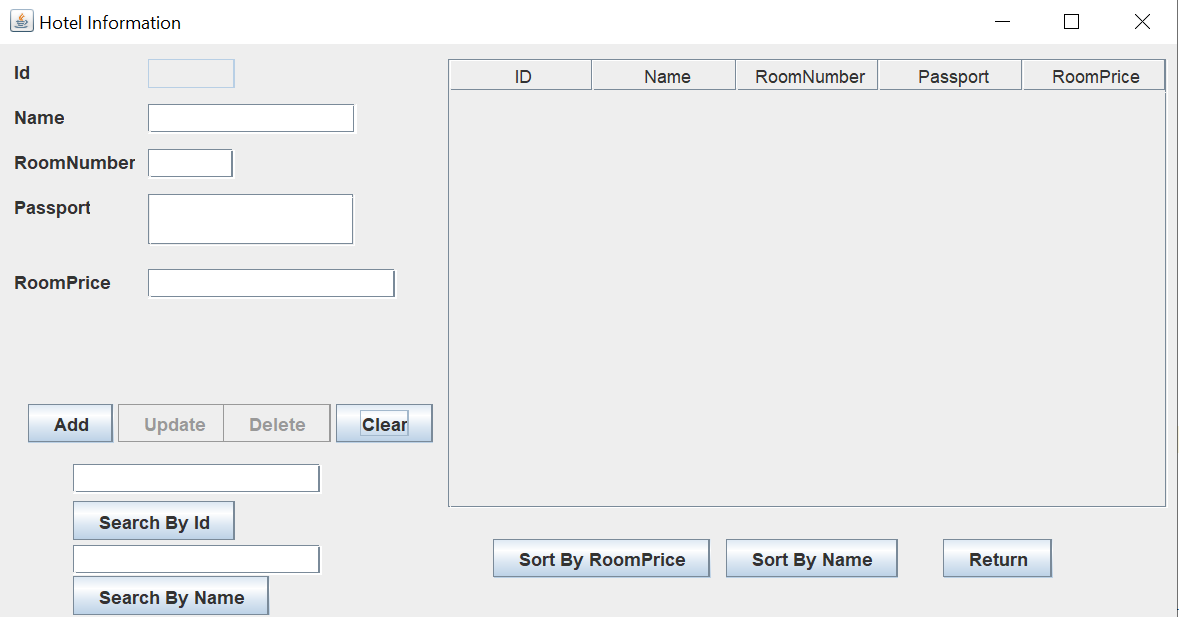 Hotel Information
Id
Name
RoomNumber
Passport
RoomPrice
ID Name RoomNumber Passport RoomPrice
Add Update Delete Clear
Search By Id
Search By Name
Sort By RoomPrice Sort By Name Return